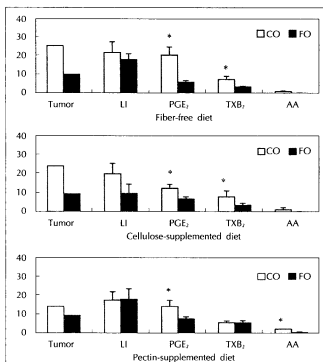 CO FO
40
30
20
10
0
*
*
Tumor LI PGE₂ TXB₂ AA
Fiber-free diet
CO FO
40
30
20
10
0
*
*
Tumor LI PGE₂ TXB₂ AA
Cellulose-supplemented diet
CO FO
40
30
20
10
0
*
*
Tumor LI PGE₂ TXB₂ AA
Pectin-supplemented diet